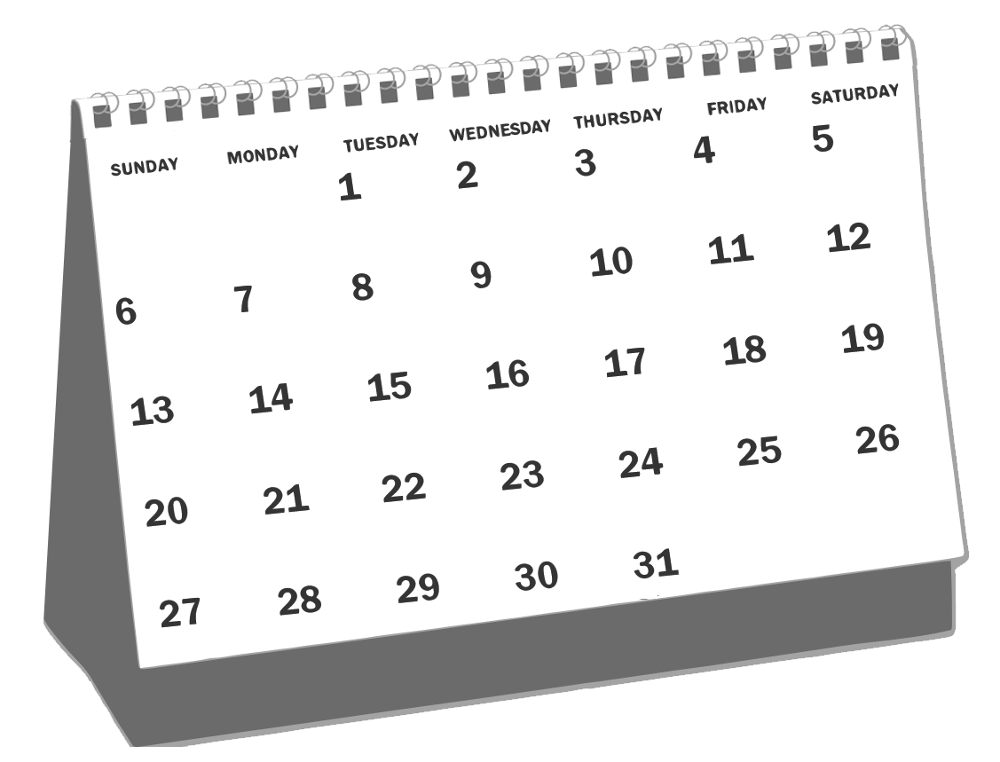 SUNDAY MONDAY TUESDAY WEDNESDAY THURSDAY FRIDAY SATURDAY
1 2 3 4 5
6 7 8 9 10 11 12
13 14 15 16 17 18 19
20 21 22 23 24 25 26
27 28 29 30 31